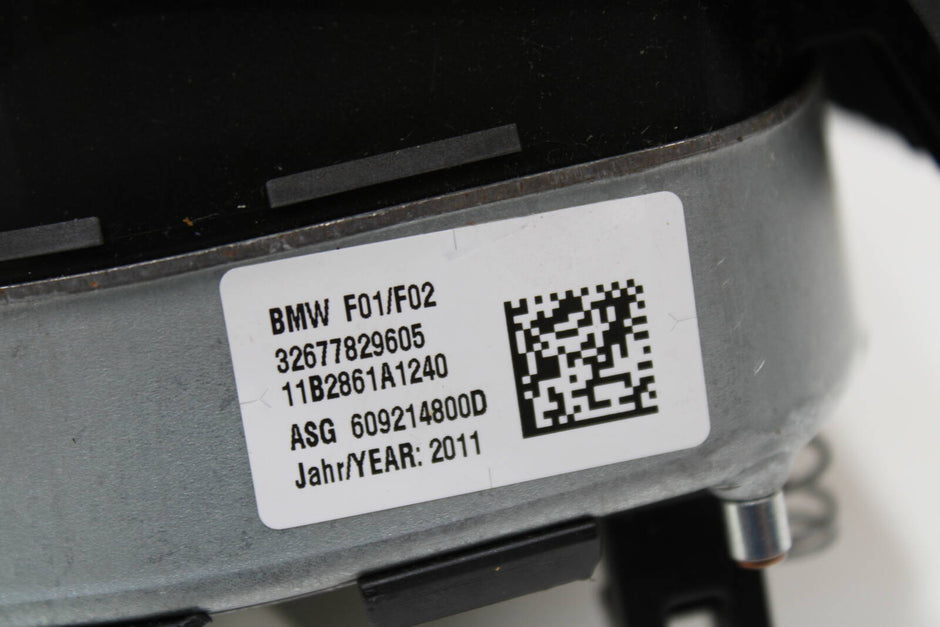 BMW F01/F02
32677829605
11B2861A1240
ASG 609214800D
Jahr/YEAR: 2011